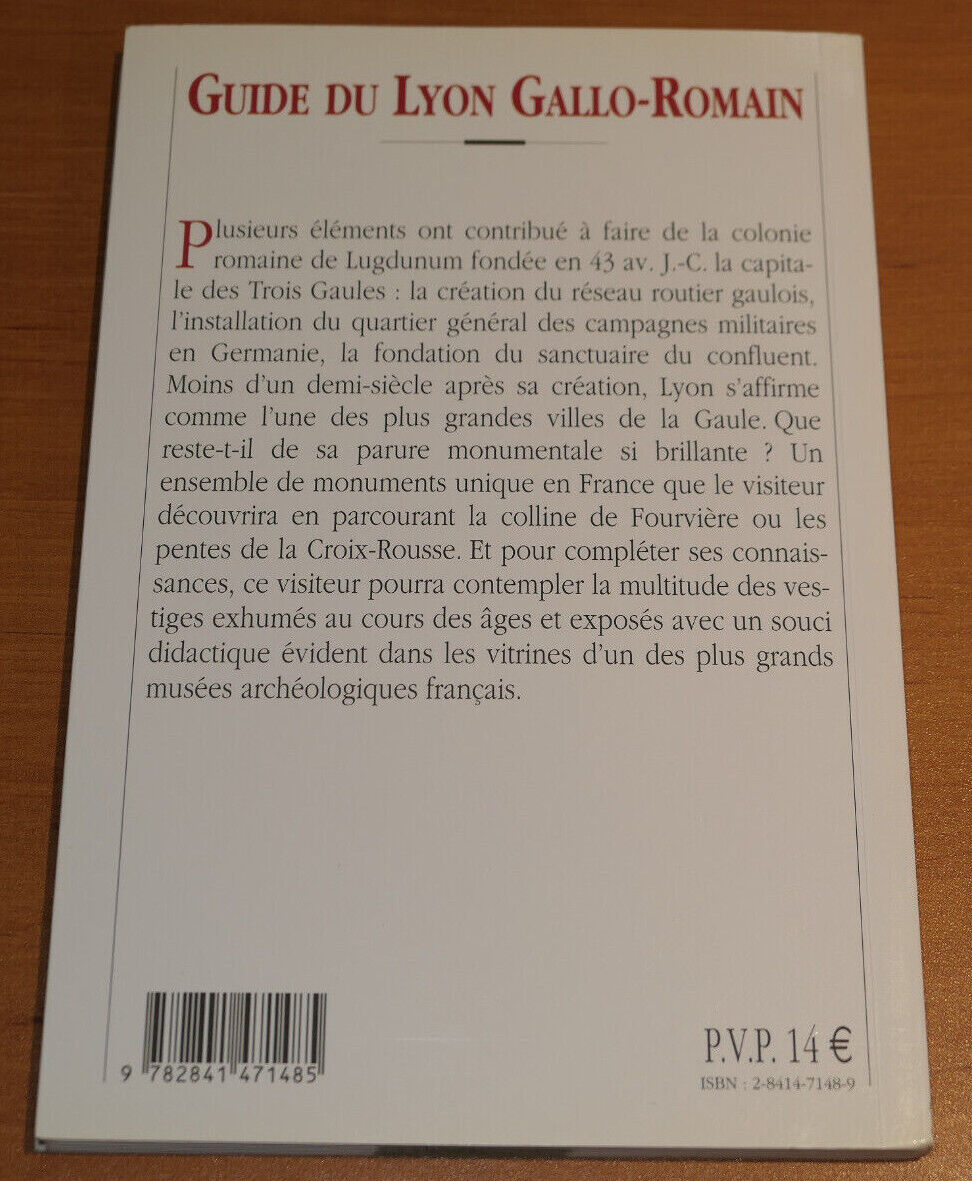 GUIDE DU LYON GALLO-ROMAIN
Plusieurs éléments ont contribué à faire de la colonie
romaine de Lugdunum fondée en 43 av. J.-C. la capita-
le des Trois Gaules : la création du réseau routier gaulois,
l'installation du quartier général des campagnes militaires
en Germanie, la fondation du sanctuaire du confluent.
Moins d'un demi-siècle après sa création, Lyon s'affirme
comme l'une des plus grandes villes de la Gaule. Que
reste-t-il de sa parure monumentale si brillante ? Un
ensemble de monuments unique en France que le visiteur
découvrira en parcourant la colline de Fourvière ou les
pentes de la Croix-Rousse. Et pour compléter ses connais-
sances, ce visiteur pourra contempler la multitude des ves-
tiges exhumés au cours des âges et exposés avec un souci
didactique évident dans les vitrines d'un des plus grands
musées archéologiques français.
9 782841 471485
P.V.P. 14 €
ISBN : 2-8414-7148-9